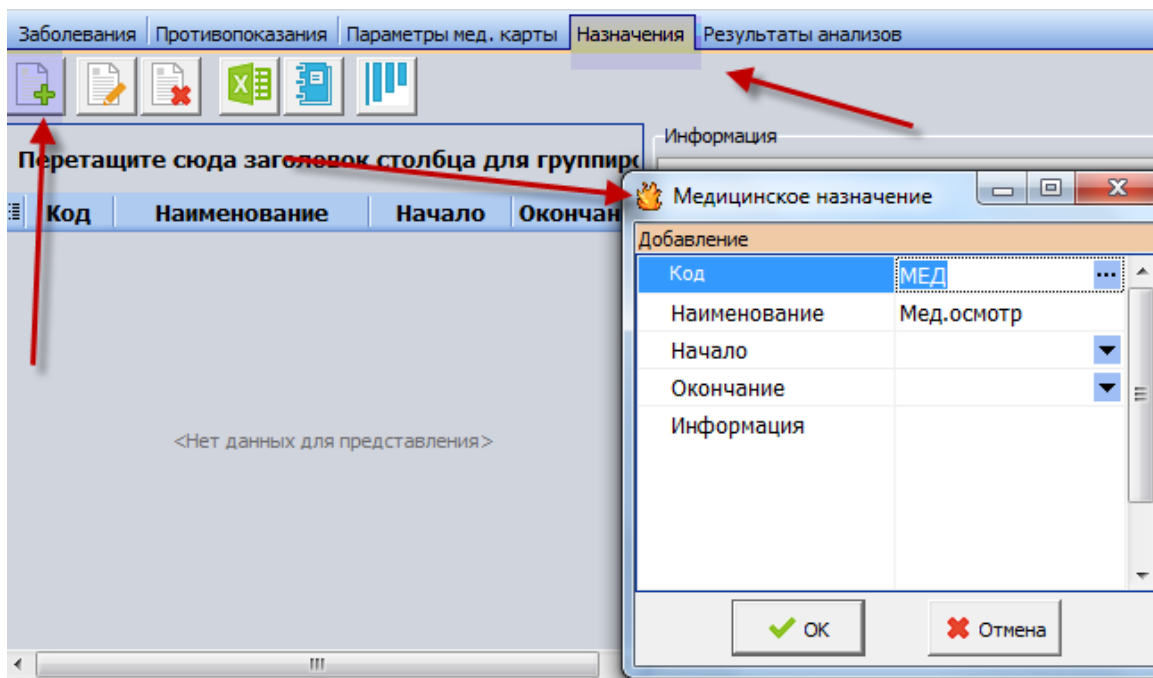 Заболевания Противопоказания Параметры мед. карты Назначения Результаты анализов
Информация
Перетащите сюда заголовок столбца для группиро
Код Наименование Начало Окончан
<Нет данных для представления>
Медицинское назначение
Добавление
Код МЕД ...
Наименование Мед.осмотр
Начало
Окончание
Информация
OK Отмена